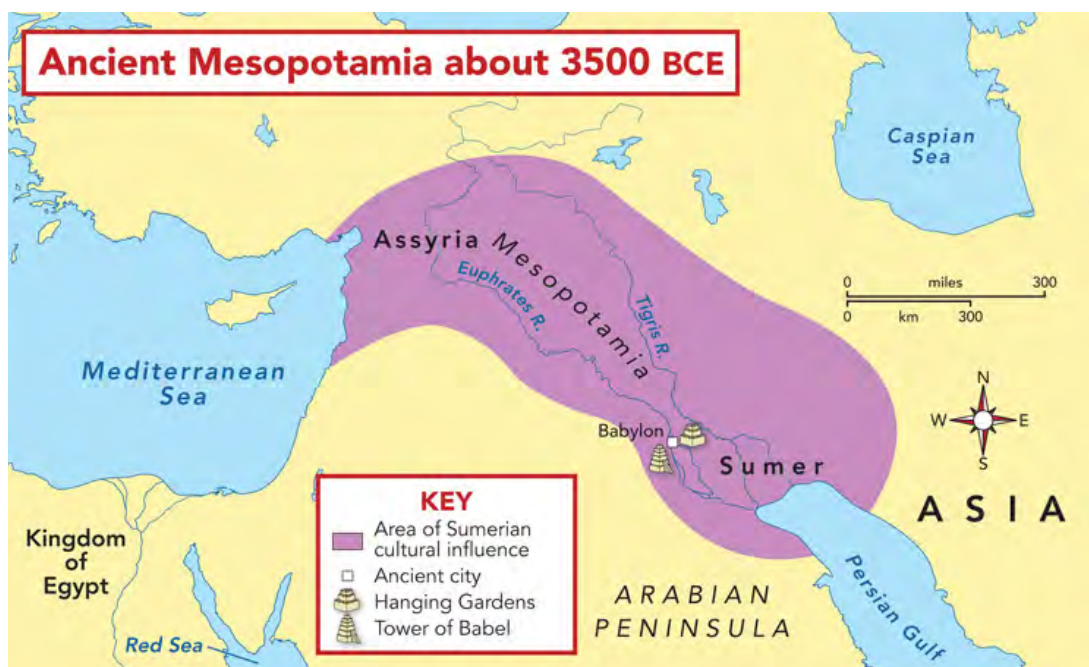 Ancient Mesopotamia about 3500 BCE
Caspian
Sea
Assyria
Mesopotamia
Euphrates R.
Tigris R.
0 miles 300
0 km 300
Mediterranean
Sea
N
W E
S
Babylon
Sumer
ASIA
KEY
Area of Sumerian
cultural influence
Ancient city
Hanging Gardens
Tower of Babel
Kingdom
of
Egypt
Red Sea
ARABIAN
PENINSULA
Persian Gulf